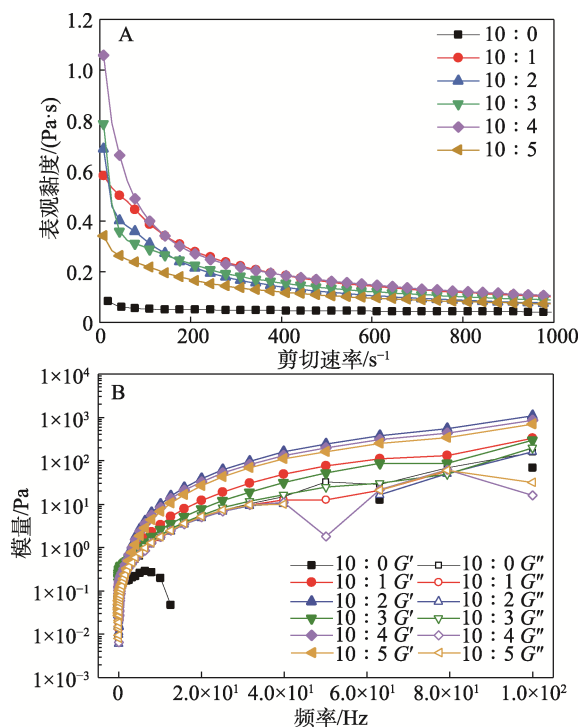 A
1.2
1.0
0.8
0.6
0.4
0.2
0
表观黏度/(Pa·s)
10：0
10：1
10：2
10：3
10：4
10：5
0 200 400 600 800 1000
剪切速率/s⁻¹
B
1×10⁴
1×10³
1×10²
1×10¹
1×10⁰
1×10⁻¹
1×10⁻²
1×10⁻³
模量/Pa
10：0 G′ 10：0 G″
10：1 G′ 10：1 G″
10：2 G′ 10：2 G″
10：3 G′ 10：3 G″
10：4 G′ 10：4 G″
10：5 G′ 10：5 G″
0 2.0×10¹ 4.0×10¹ 6.0×10¹ 8.0×10¹ 1.0×10²
频率/Hz